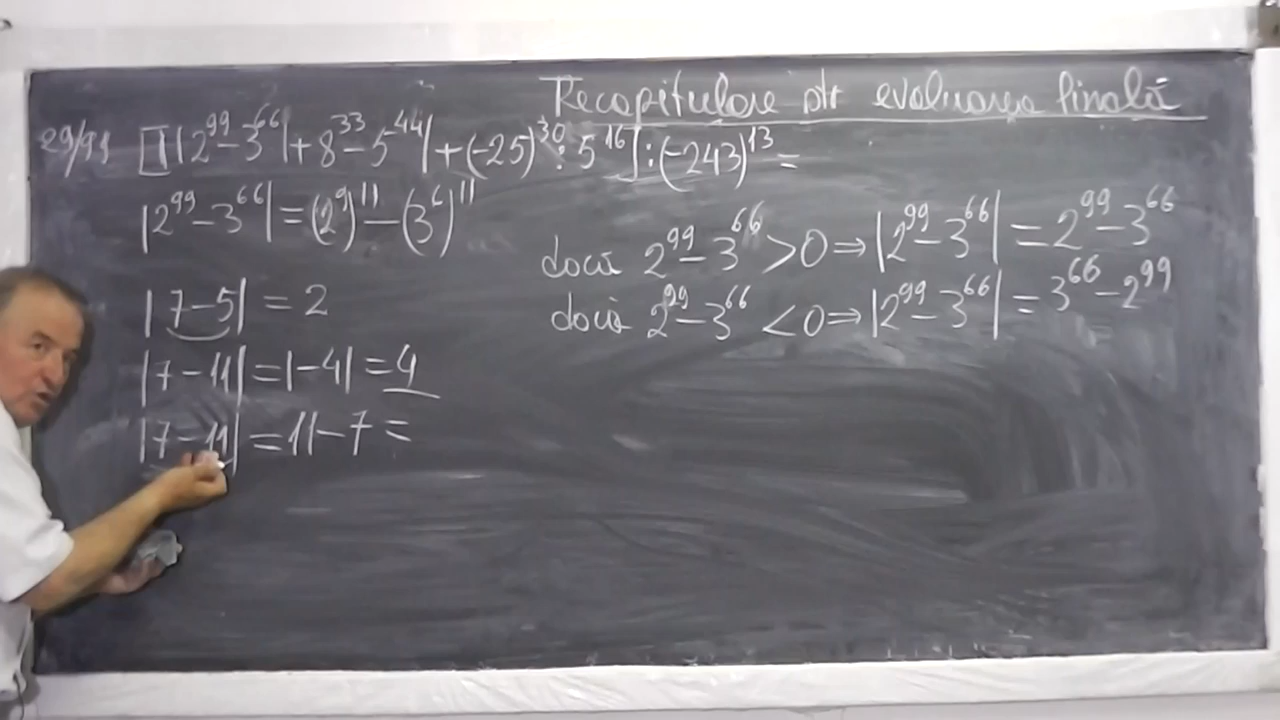 Recapitulare ptr evaluarea finală
29/91 1 ||2⁹⁹-3⁶⁶|+8³³-5⁴⁴|+(-25)³⁰:5¹⁶]:(-243)¹³=
|2⁹⁹-3⁶⁶|=(2⁹)¹¹-(3⁶)¹¹
|7-5|=2
|7-11|=|-4|=4
|7-11|=11-7=
dacă 2⁹⁹-3⁶⁶>0⇒|2⁹⁹-3⁶⁶|=2⁹⁹-3⁶⁶
dacă 2⁹⁹-3⁶⁶<0⇒|2⁹⁹-3⁶⁶|=3⁶⁶-2⁹⁹